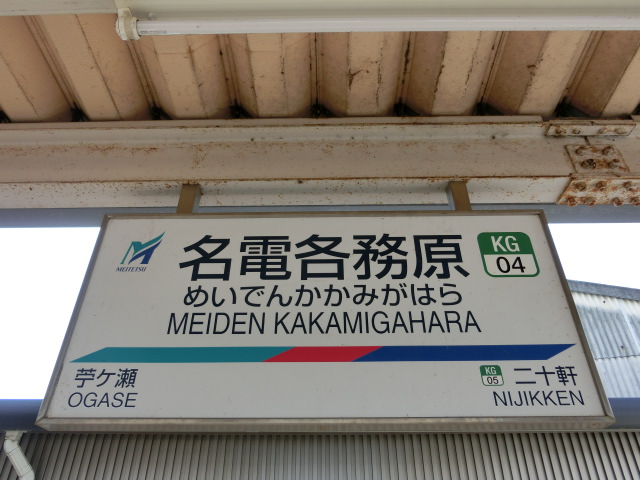 MEITETSU
名電各務原
KG
04
めいでんかかみがはら
MEIDEN KAKAMIGAHARA
苧ケ瀬
OGASE
KG
05
二十軒
NIJIKKEN